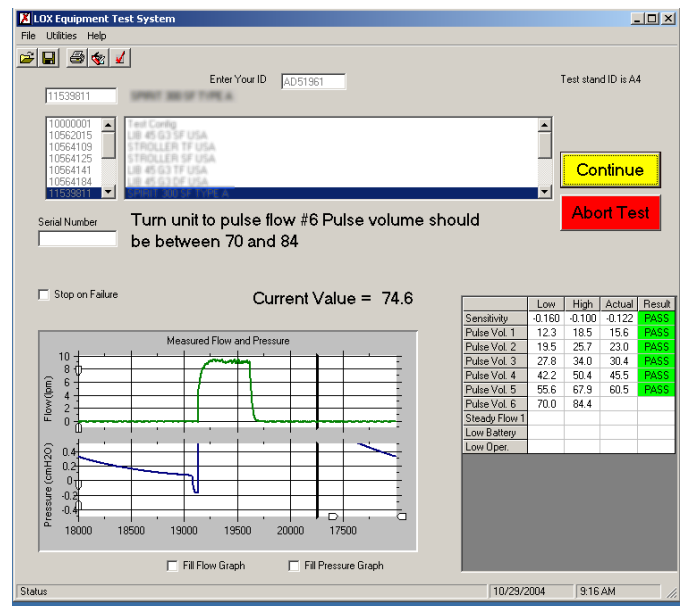 LOX Equipment Test System
File Utilities Help
Enter Your ID AD51961 Test stand ID is A4
11539811 SPIRIT 300 SF TYPE A
10000001 Test Config
10562015 LIB 45 G3 SF USA
10564109 STROLLER TF USA
10564125 STROLLER SF USA
10564141 LIB 45 G3 TF USA
10564184 LIB 45 G3 DF USA
11539811 SPIRIT 300 SF TYPE A
Continue
Abort Test
Serial Number
Turn unit to pulse flow #6 Pulse volume should
be between 70 and 84
Stop on Failure
Current Value = 74.6
Low High Actual Result
Sensitivity -0.160 -0.100 -0.122 PASS
Pulse Vol. 1 12.3 18.5 15.6 PASS
Pulse Vol. 2 19.5 25.7 23.0 PASS
Pulse Vol. 3 27.8 34.0 30.4 PASS
Pulse Vol. 4 42.2 50.4 45.5 PASS
Pulse Vol. 5 55.6 67.9 60.5 PASS
Pulse Vol. 6 70.0 84.4
Steady Flow 1
Low Battery
Low Oper.
Measured Flow and Pressure
Flow (lpm)
10
8
6
4
2
0
Pressure (cmH2O)
0.4
0.2
0
-0.2
-0.4
18000 18500 19000 19500 20000 17500
Fill Flow Graph Fill Pressure Graph
Status 10/29/2004 9:16 AM